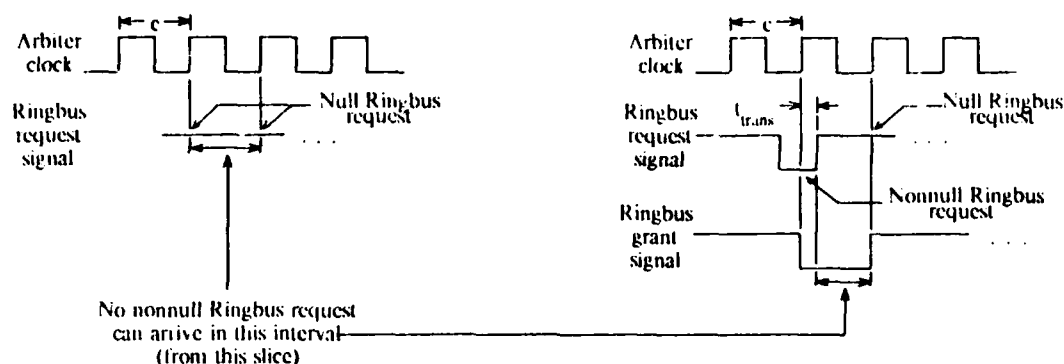 c
Arbiter
clock
Ringbus
request
signal
Null Ringbus
request
. . .
No nonnull Ringbus request
can arrive in this interval
(from this slice)
c
Arbiter
clock
Ringbus
request
signal
t_trans
Null Ringbus
request
. . .
Nonnull Ringbus
request
Ringbus
grant
signal
. . .